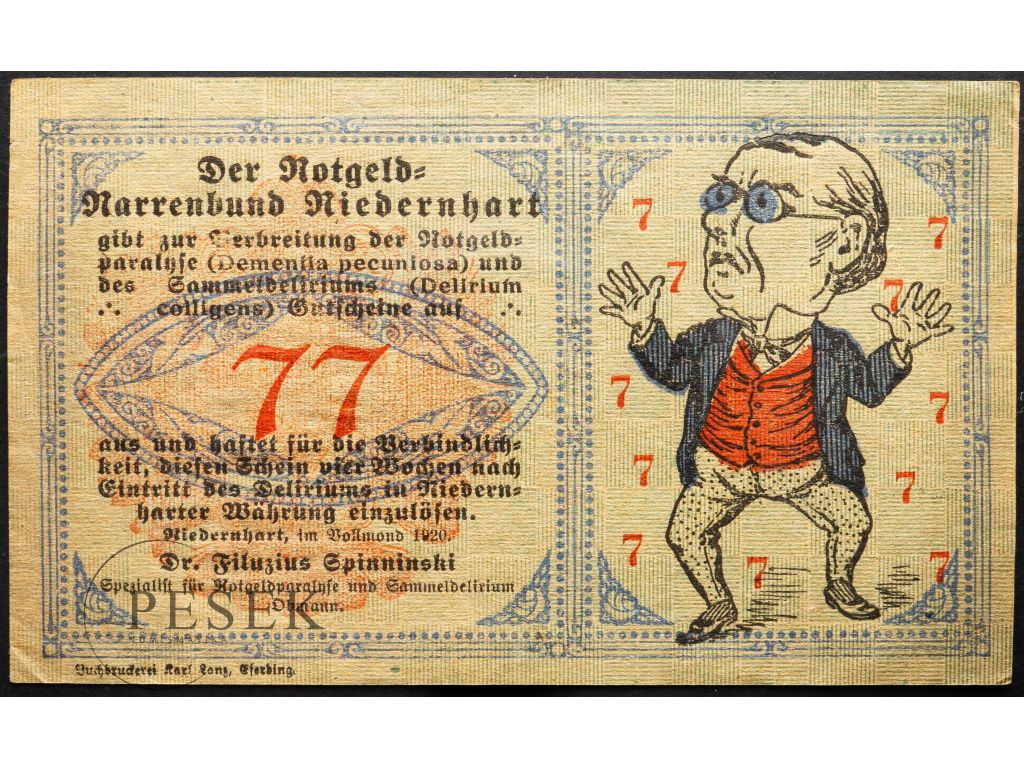 Der Notgeld-
Narrenbund Niedernhart
gibt zur Verbreitung der Notgeld-
paralyse (Dementia pecuniosa) und
des Sammeldeliriums (Delirium
∴ colligens) Gutscheine auf ∴
77
aus und haftet für die Verbindlich-
keit, diesen Schein vier Wochen nach
Eintritt des Deliriums in Niedern-
harter Währung einzulösen.
Niedernhart, im Vollmond 1920.
Dr. Filuzius Spinninski
Spezialist für Notgeldparalyse und Sammeldelirium
Obmann.
Buchdruckerei Karl Lanz, Eferding.
7
7
7
7
7
7
7
7
7
7
7
PESEK
NUMISMATIKA